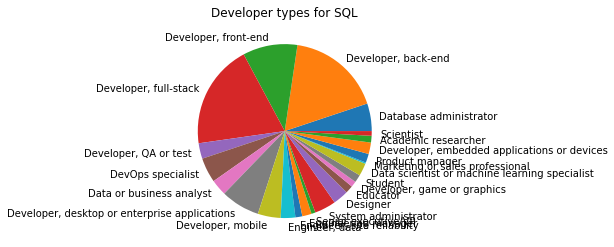 Developer types for SQL
Developer, front-end
Developer, back-end
Developer, full-stack
Database administrator
Scientist
Academic researcher
Developer, embedded applications or devices
Product manager
Marketing or sales professional
Data scientist or machine learning specialist
Student
Developer, game or graphics
Educator
Designer
System administrator
Developer, QA or test
DevOps specialist
Data or business analyst
Developer, desktop or enterprise applications
Developer, mobile
Engineer, data